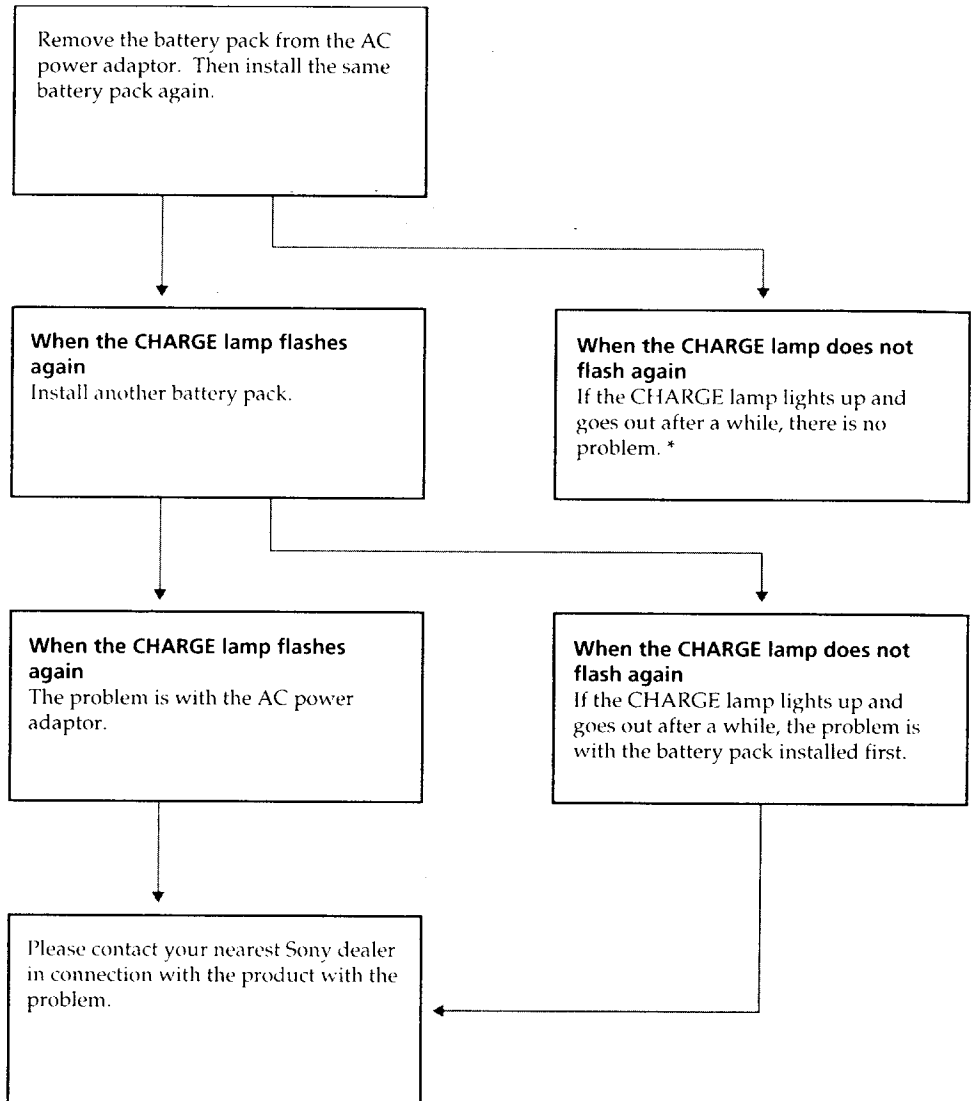 Remove the battery pack from the AC
power adaptor. Then install the same
battery pack again.
When the CHARGE lamp flashes
again
Install another battery pack.
When the CHARGE lamp does not
flash again
If the CHARGE lamp lights up and
goes out after a while, there is no
problem. *
When the CHARGE lamp flashes
again
The problem is with the AC power
adaptor.
When the CHARGE lamp does not
flash again
If the CHARGE lamp lights up and
goes out after a while, the problem is
with the battery pack installed first.
Please contact your nearest Sony dealer
in connection with the product with the
problem.